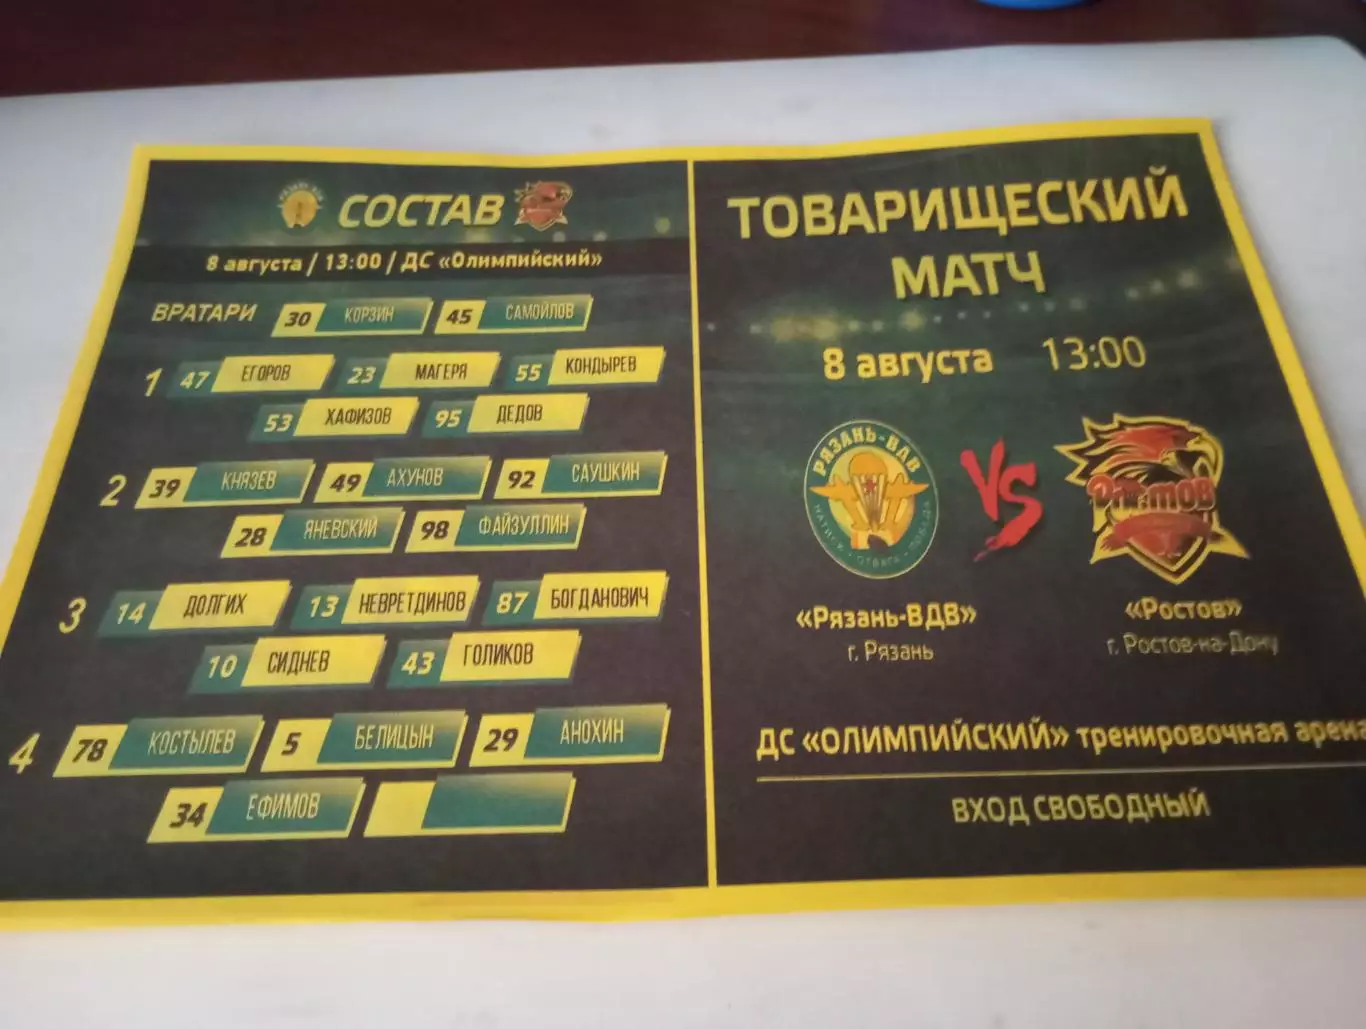 СОСТАВ
8 августа / 13:00 / ДС «Олимпийский»
ВРАТАРИ 30 КОРЗИН 45 САМОЙЛОВ
1 47 ЕГОРОВ 23 МАГЕРЯ 55 КОНДЫРЕВ
53 ХАФИЗОВ 95 ДЕДОВ
2 39 КНЯЗЕВ 49 АХУНОВ 92 САУШКИН
28 ЯНЕВСКИЙ 98 ФАЙЗУЛЛИН
3 14 ДОЛГИХ 13 НЕВРЕТДИНОВ 87 БОГДАНОВИЧ
10 СИДНЕВ 43 ГОЛИКОВ
4 78 КОСТЫЛЕВ 5 БЕЛИЦЫН 29 АНОХИН
34 ЕФИМОВ
ТОВАРИЩЕСКИЙ
МАТЧ
8 августа 13:00
РЯЗАНЬ-ВДВ
НАТИСК • ОТВАГА • ПОБЕДА
VS
Ростов
«Рязань-ВДВ»
г. Рязань
«Ростов»
г. Ростов-на-Дону
ДС «ОЛИМПИЙСКИЙ» тренировочная арена
ВХОД СВОБОДНЫЙ